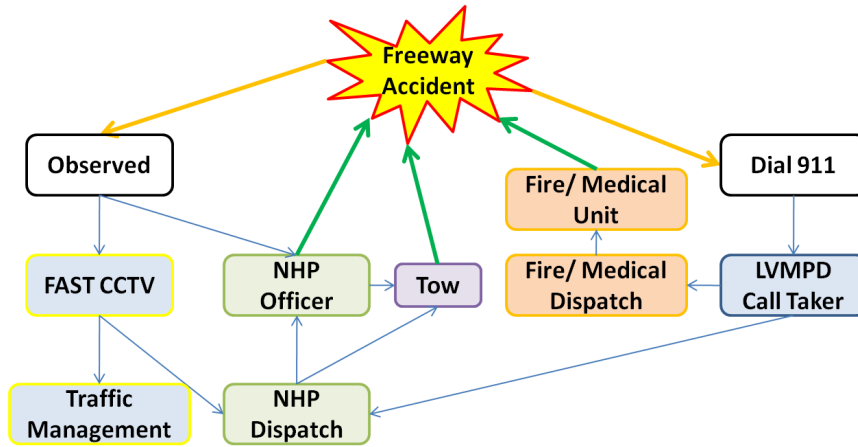 Freeway
Accident
Observed
Dial 911
Fire/ Medical
Unit
FAST CCTV
NHP
Officer
Tow
Fire/ Medical
Dispatch
LVMPD
Call Taker
Traffic
Management
NHP
Dispatch